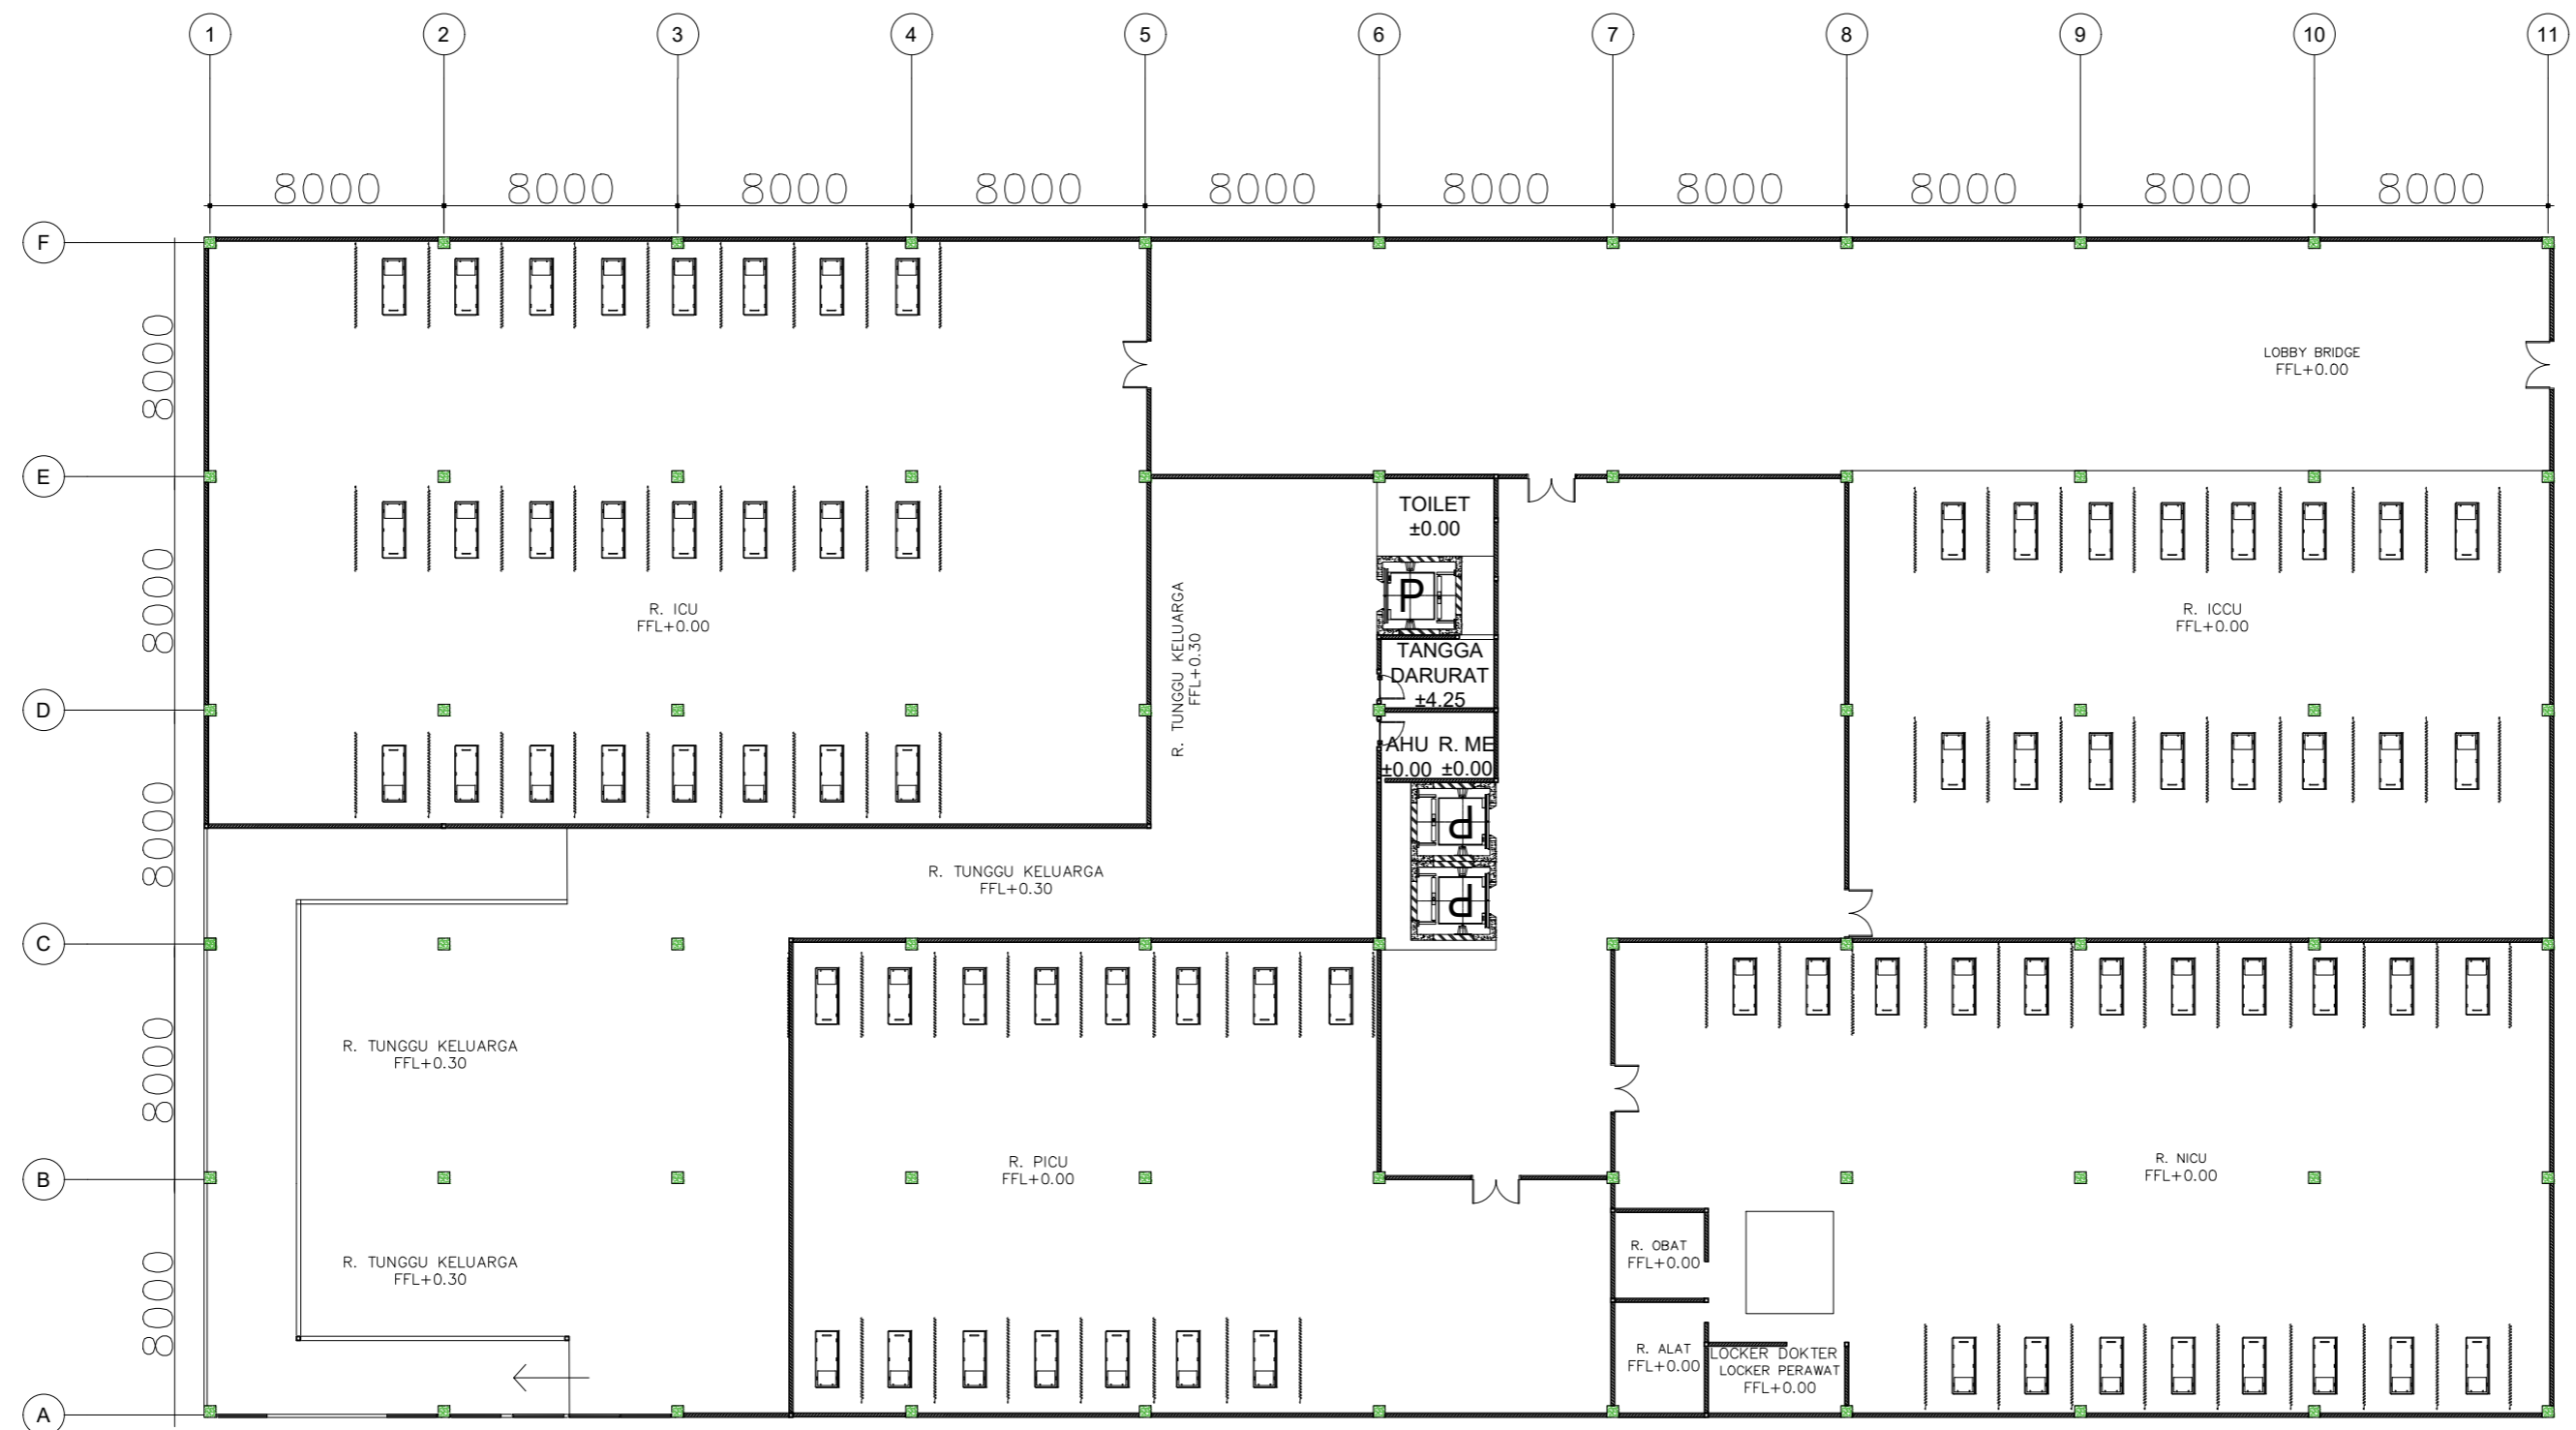 1 2 3 4 5 6 7 8 9 10 11
8000 8000 8000 8000 8000 8000 8000 8000 8000 8000
F
8000
LOBBY BRIDGE
FFL+0.00
E
TOILET
±0.00
8000
P
R. ICU
FFL+0.00
R. TUNGGU KELUARGA
FFL+0.30
R. ICCU
FFL+0.00
TANGGA
DARURAT
±4.25
D
AHU R. ME
±0.00 ±0.00
8000
P
P
R. TUNGGU KELUARGA
FFL+0.30
C
8000
R. TUNGGU KELUARGA
FFL+0.30
B
R. PICU
FFL+0.00
R. NICU
FFL+0.00
8000
R. TUNGGU KELUARGA
FFL+0.30
R. OBAT
FFL+0.00
R. ALAT
FFL+0.00
LOCKER DOKTER
LOCKER PERAWAT
FFL+0.00
A